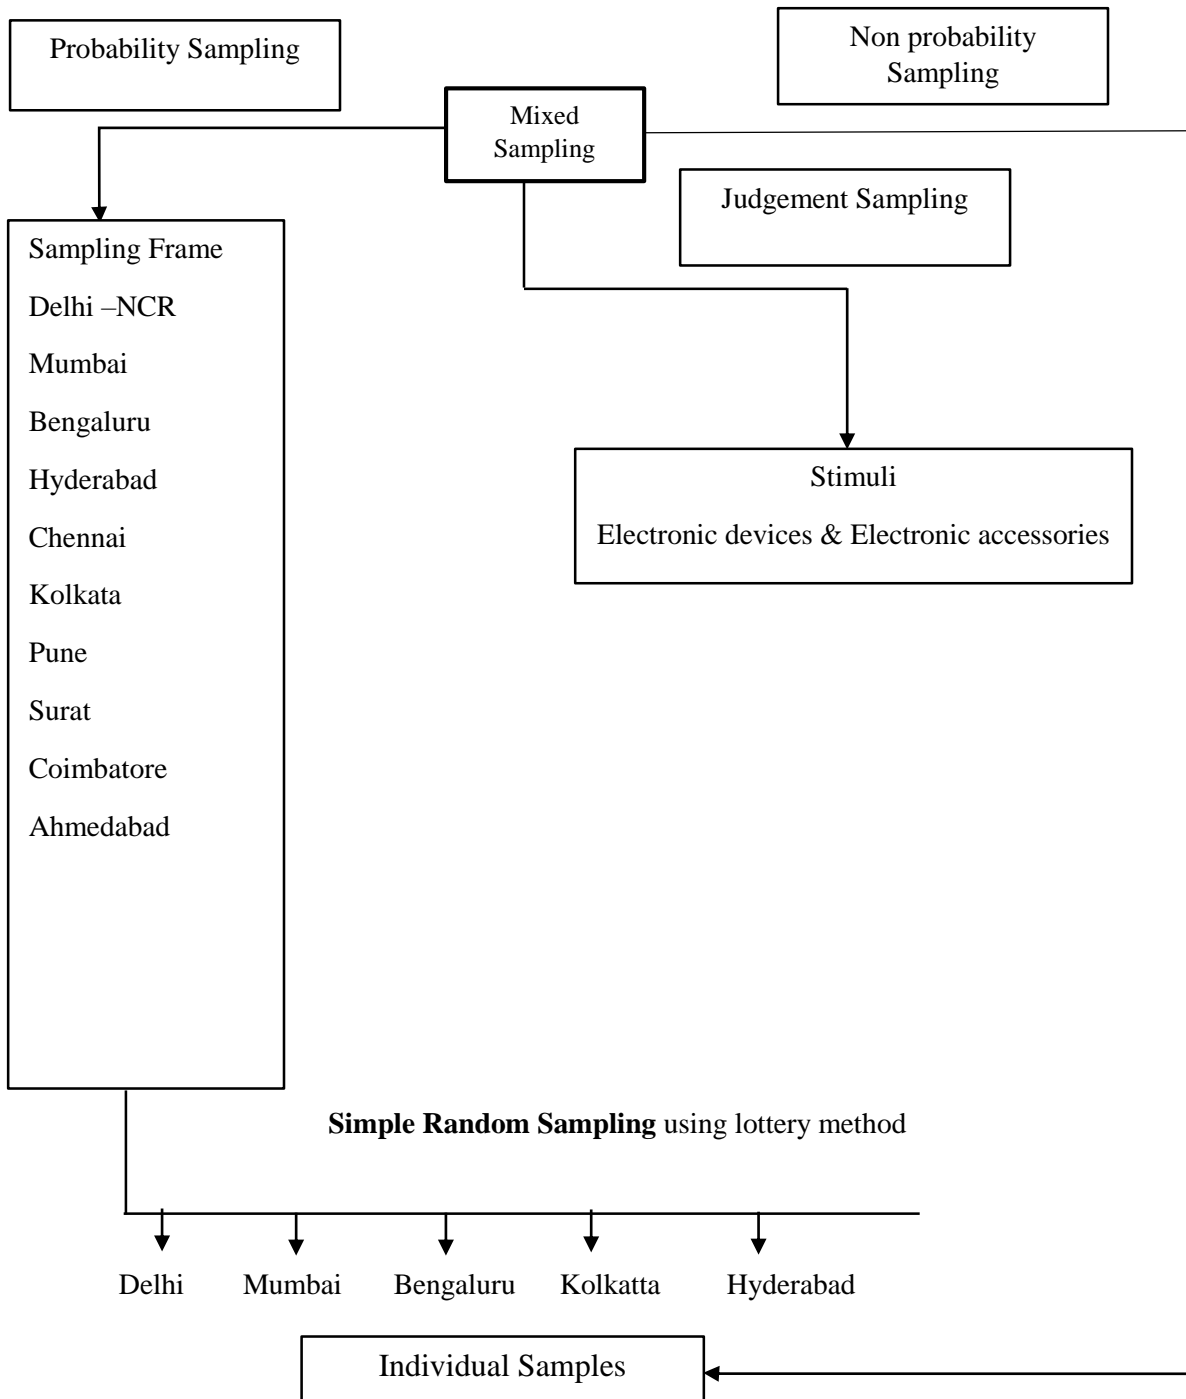 Probability Sampling
Non probability
Sampling
Mixed
Sampling
Judgement Sampling
Sampling Frame
Delhi –NCR
Mumbai
Bengaluru
Hyderabad
Chennai
Kolkata
Pune
Surat
Coimbatore
Ahmedabad
Stimuli
Electronic devices & Electronic accessories
Simple Random Sampling using lottery method
Delhi Mumbai Bengaluru Kolkatta Hyderabad
Individual Samples